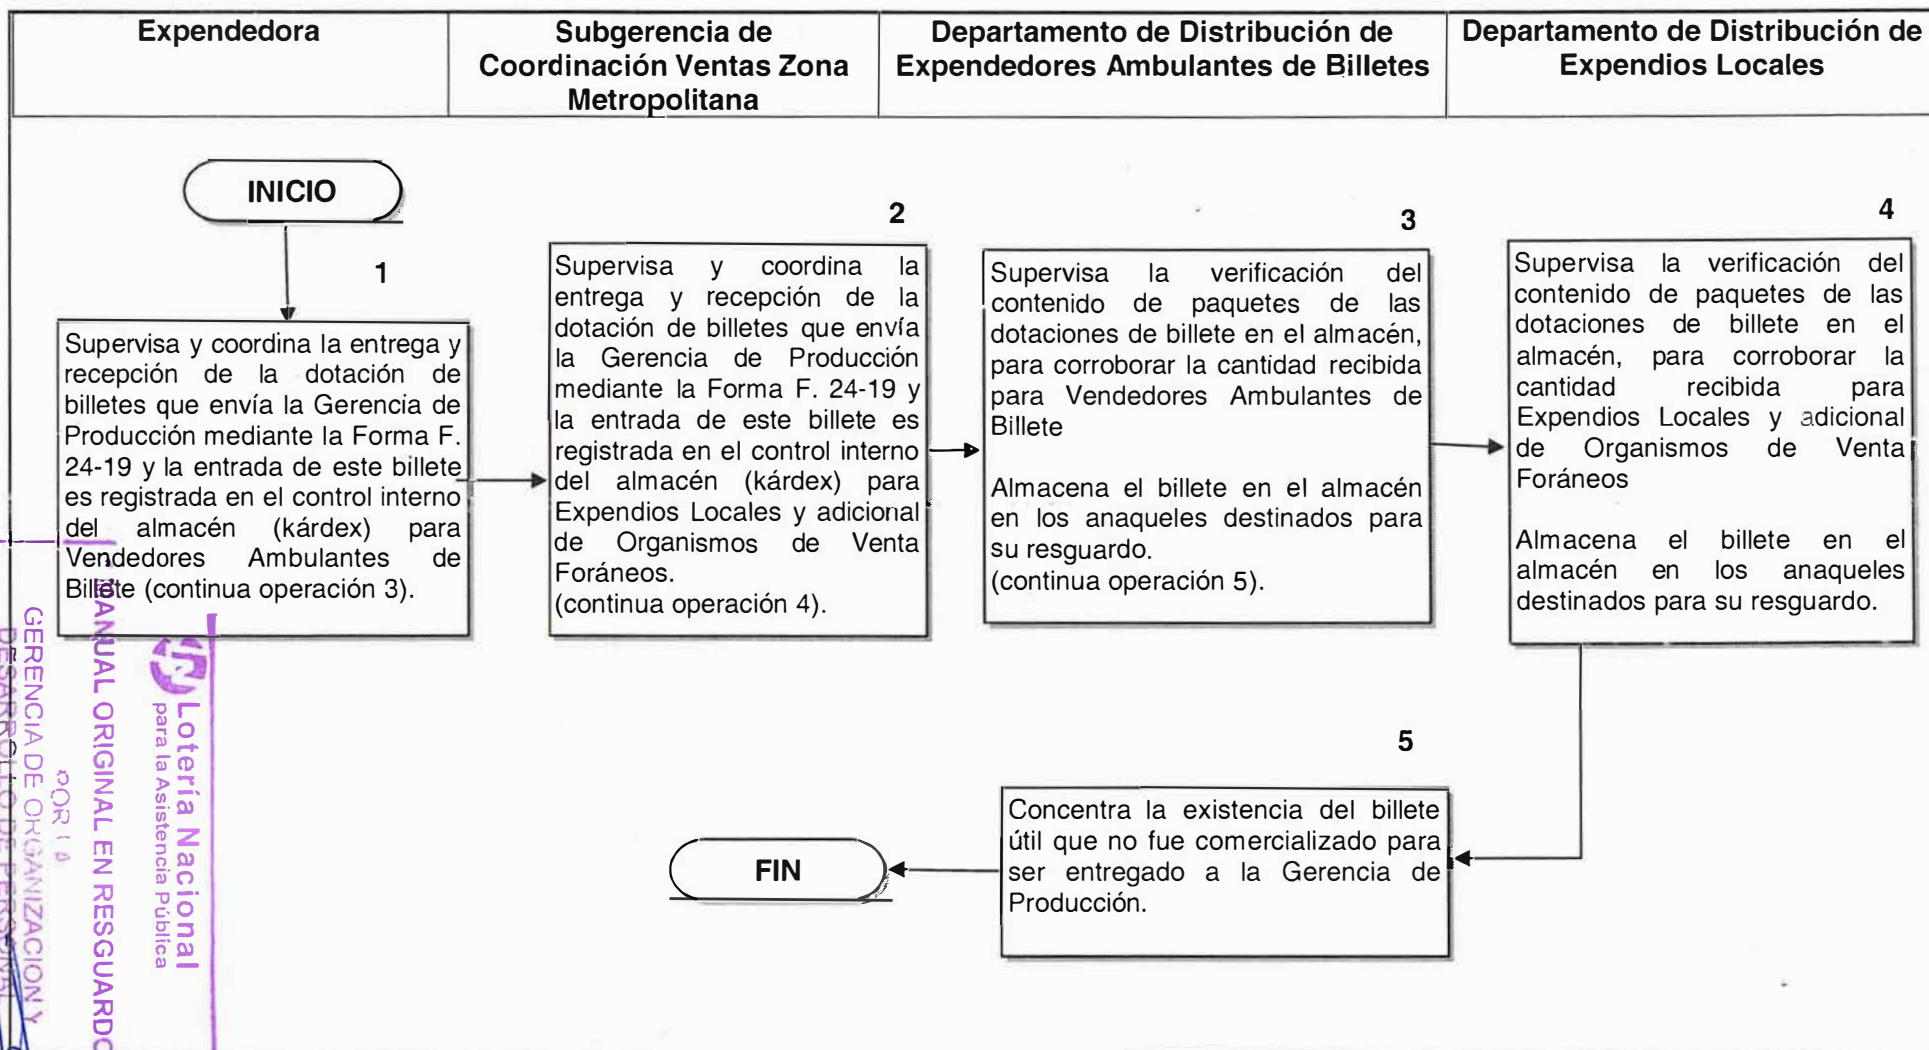 Expendedora
Subgerencia de
Coordinación Ventas Zona
Metropolitana
Departamento de Distribución de
Expendedores Ambulantes de Billetes
Departamento de Distribución de
Expendios Locales
INICIO
1
Supervisa y coordina la entrega y
recepción de la dotación de
billetes que envía la Gerencia de
Producción mediante la Forma F.
24-19 y la entrada de este billete
es registrada en el control interno
del almacén (kárdex) para
Vendedores Ambulantes de
Billete (continua operación 3).
2
Supervisa y coordina la
entrega y recepción de la
dotación de billetes que envía
la Gerencia de Producción
mediante la Forma F. 24-19 y
la entrada de este billete es
registrada en el control interno
del almacén (kárdex) para
Expendios Locales y adicional
de Organismos de Venta
Foráneos.
(continua operación 4).
3
Supervisa la verificación del
contenido de paquetes de las
dotaciones de billete en el almacén,
para corroborar la cantidad recibida
para Vendedores Ambulantes de
Billete
Almacena el billete en el almacén
en los anaqueles destinados para
su resguardo.
(continua operación 5).
4
Supervisa la verificación del
contenido de paquetes de las
dotaciones de billete en el
almacén, para corroborar la
cantidad recibida para
Expendios Locales y adicional
de Organismos de Venta
Foráneos
Almacena el billete en el
almacén en los anaqueles
destinados para su resguardo.
5
Concentra la existencia del billete
útil que no fue comercializado para
ser entregado a la Gerencia de
Producción.
FIN
Lotería Nacional
para la Asistencia Pública
MANUAL ORIGINAL EN RESGUARDO
POR LA
GERENCIA DE ORGANIZACION Y
DESARROLLO DE PERSONAL